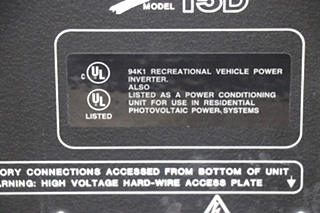 MODEL 15D
94K1 RECREATIONAL VEHICLE POWER
C UL
INVERTER.
ALSO
LISTED AS A POWER CONDITIONING
UL
UNIT FOR USE IN RESIDENTIAL
LISTED
PHOTOVOLTAIC POWER, SYSTEMS
ORY CONNECTIONS ACCESSED FROM BOTTOM OF UNIT
ARNING: HIGH VOLTAGE HARD-WIRE ACCESS PLATE